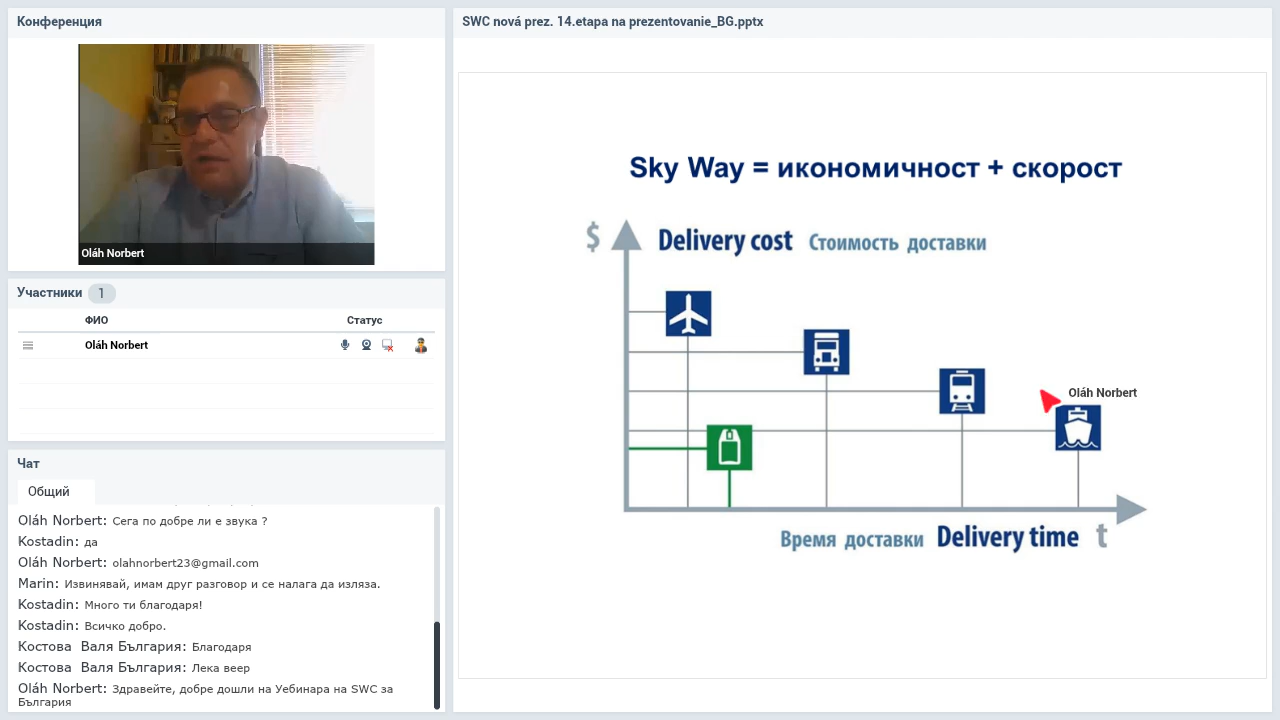 Конференция
Oláh Norbert
Участники 1
ФИО Статус
Oláh Norbert
Чат
Общий
Oláh Norbert: Сега по добре ли е звука ?
Kostadin: да
Oláh Norbert: olahnorbert23@gmail.com
Marin: Извинявай, имам друг разговор и се налага да изляза.
Kostadin: Много ти благодаря!
Kostadin: Всичко добро.
Костова Валя България: Благодаря
Костова Валя България: Лека веер
Oláh Norbert: Здравейте, добре дошли на Уебинара на SWC за
България
SWC nová prez. 14.etapa na prezentovanie_BG.pptx
Sky Way = икономичност + скорост
$ Delivery cost Стоимость доставки
Oláh Norbert
Время доставки Delivery time t